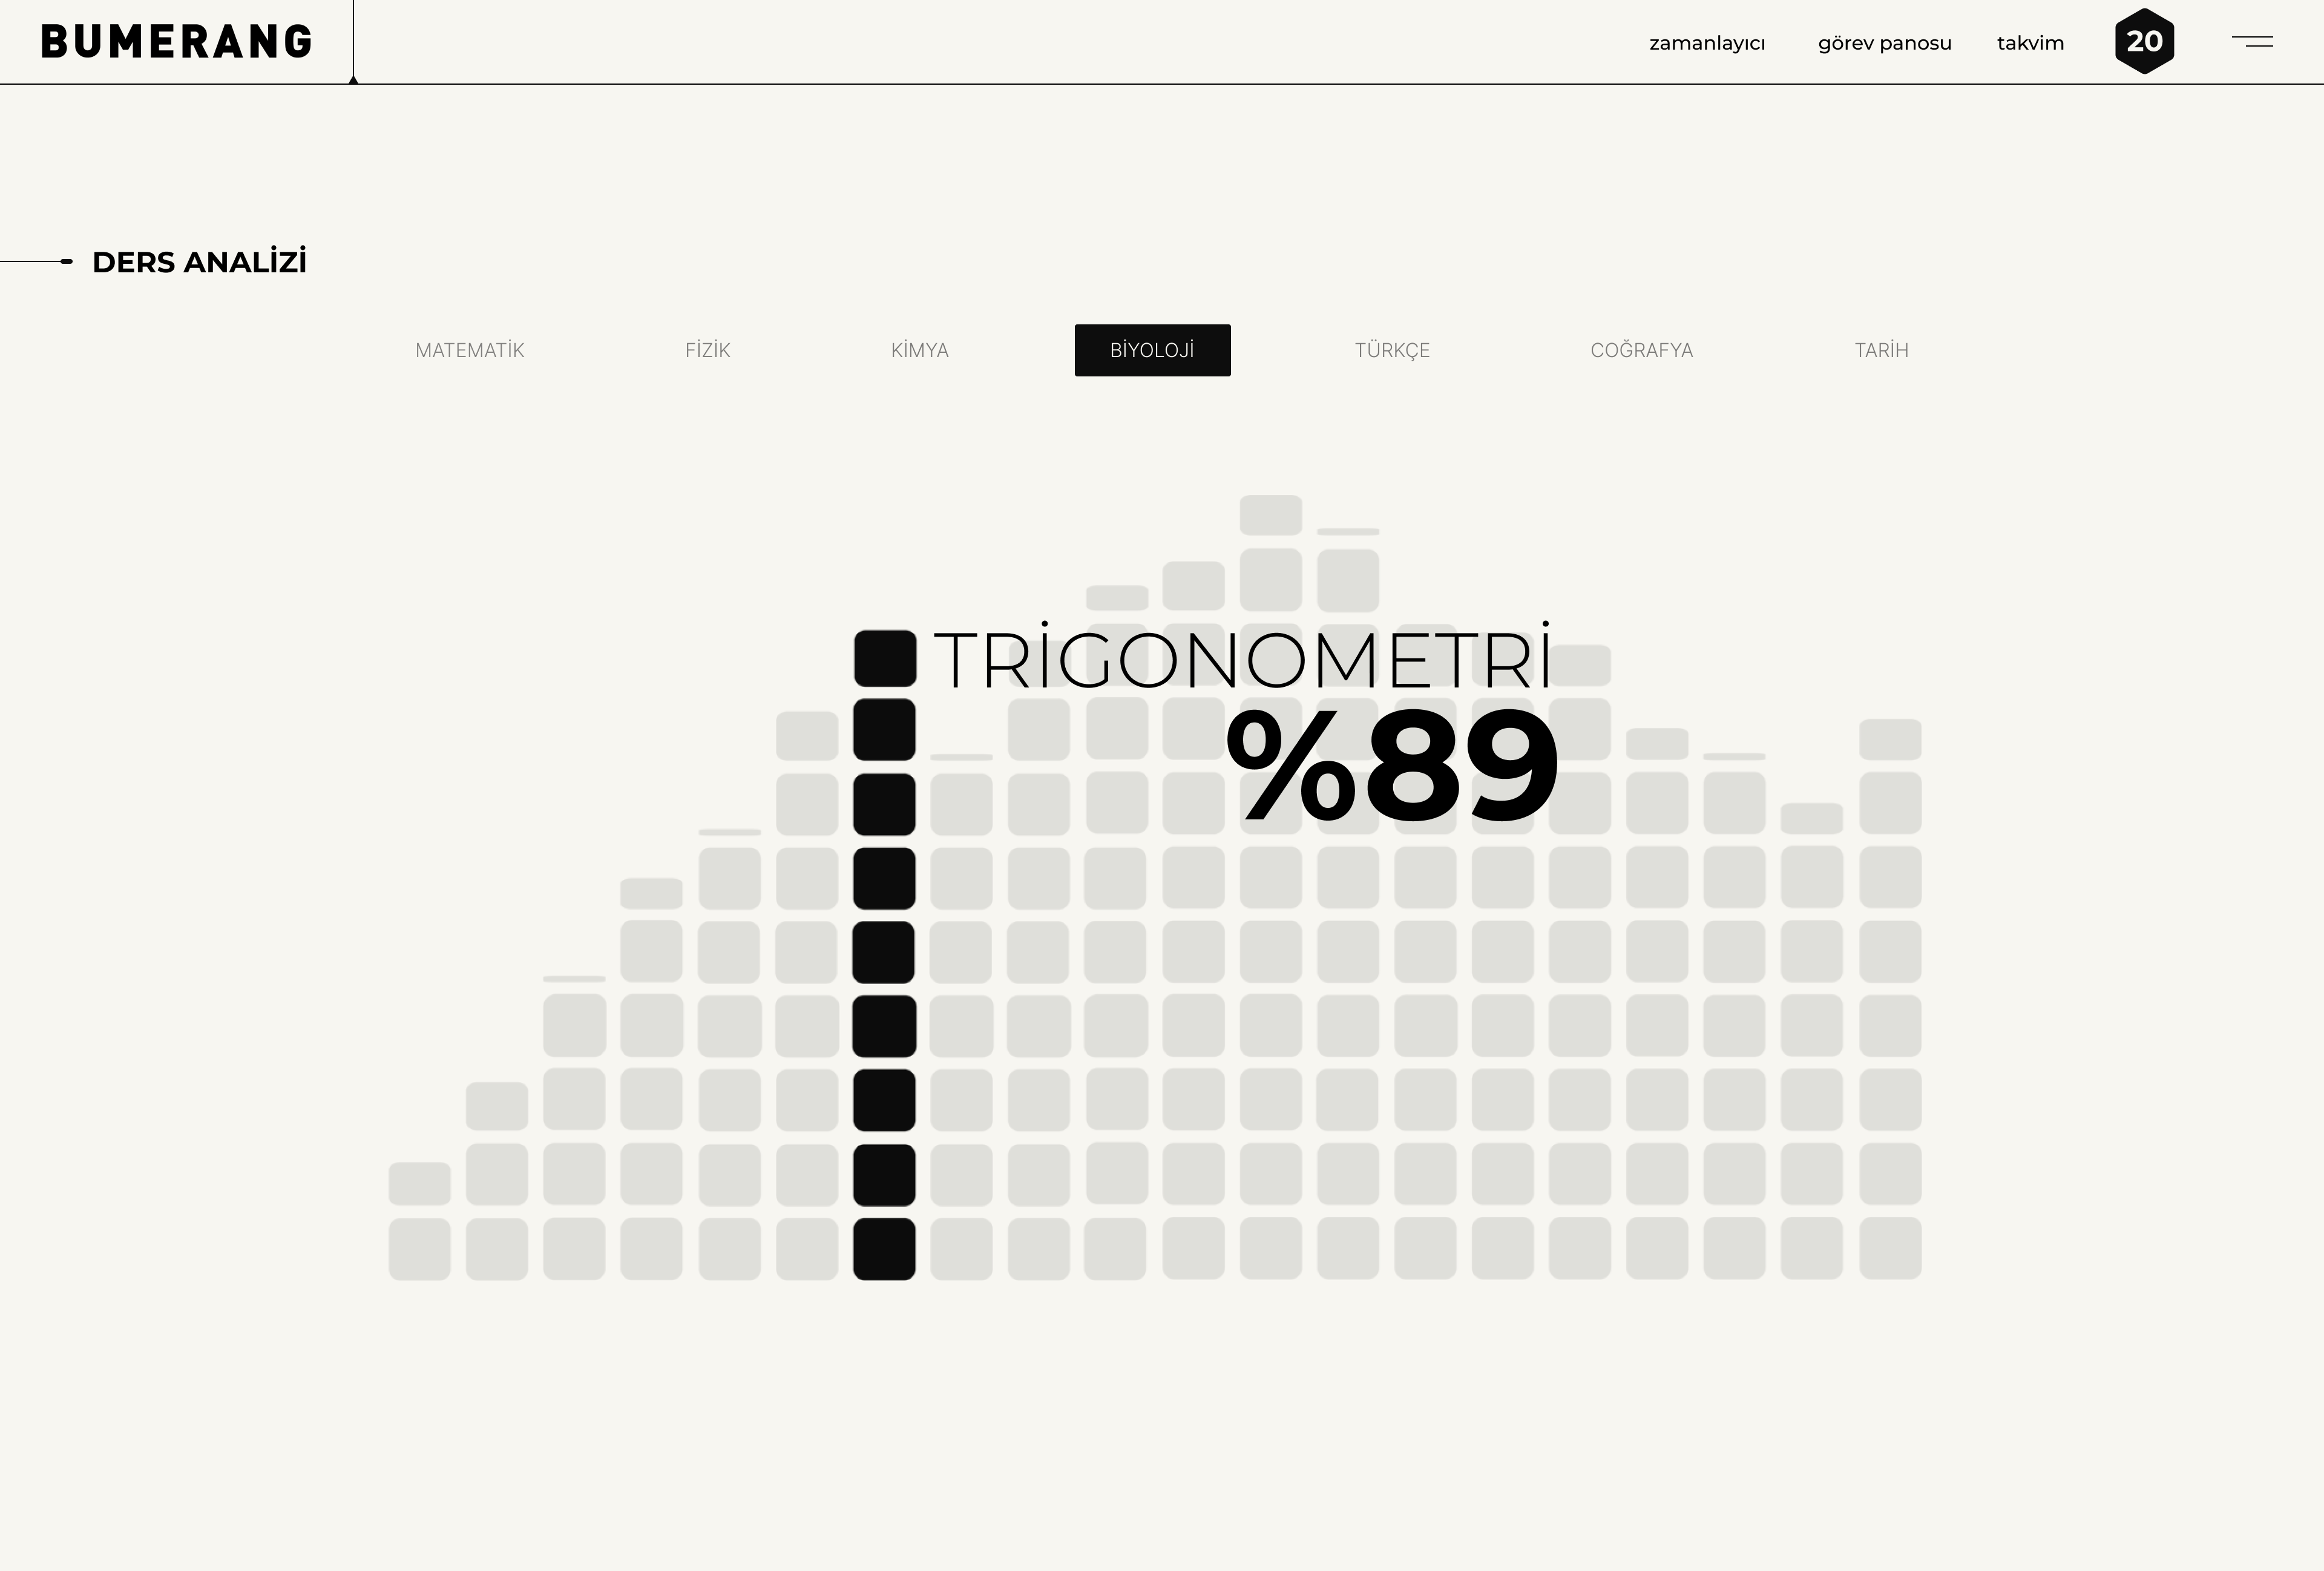 BUMERANG
zamanlayıcı görev panosu takvim 20
DERS ANALİZİ
MATEMATİK FİZİK KİMYA BİYOLOJİ TÜRKÇE COĞRAFYA TARİH
TRİGONOMETRİ
%89